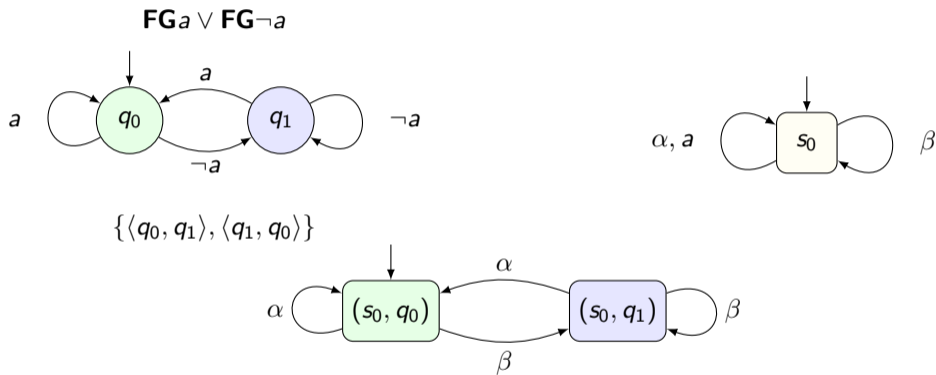 FGa ∨ FG¬a
a
a
q₀
q₁
¬a
¬a
α, a
s₀
β
{⟨q₀, q₁⟩, ⟨q₁, q₀⟩}
α
α
(s₀, q₀)
(s₀, q₁)
β
β